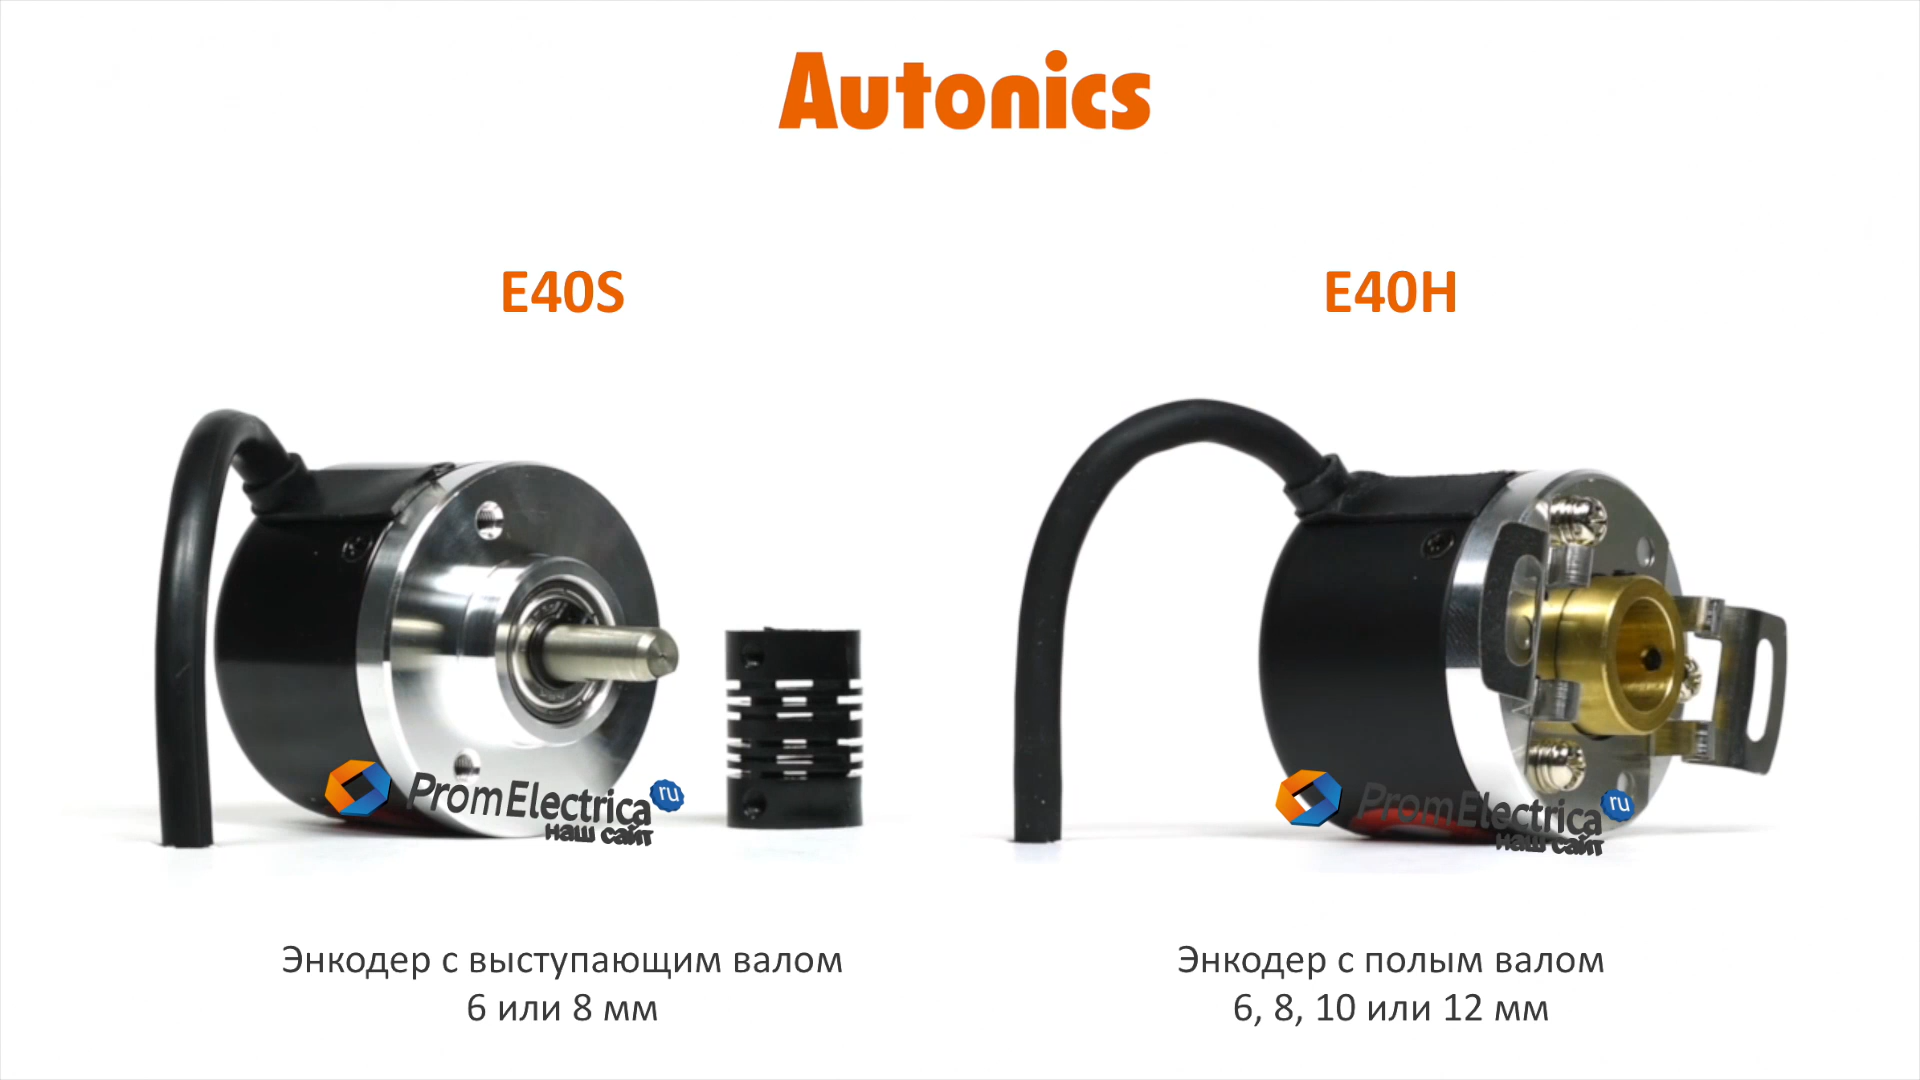 Autonics
E40S
E40H
PromElectrica ru
наш сайт
PromElectrica ru
наш сайт
Энкодер с выступающим валом
6 или 8 мм
Энкодер с полым валом
6, 8, 10 или 12 мм